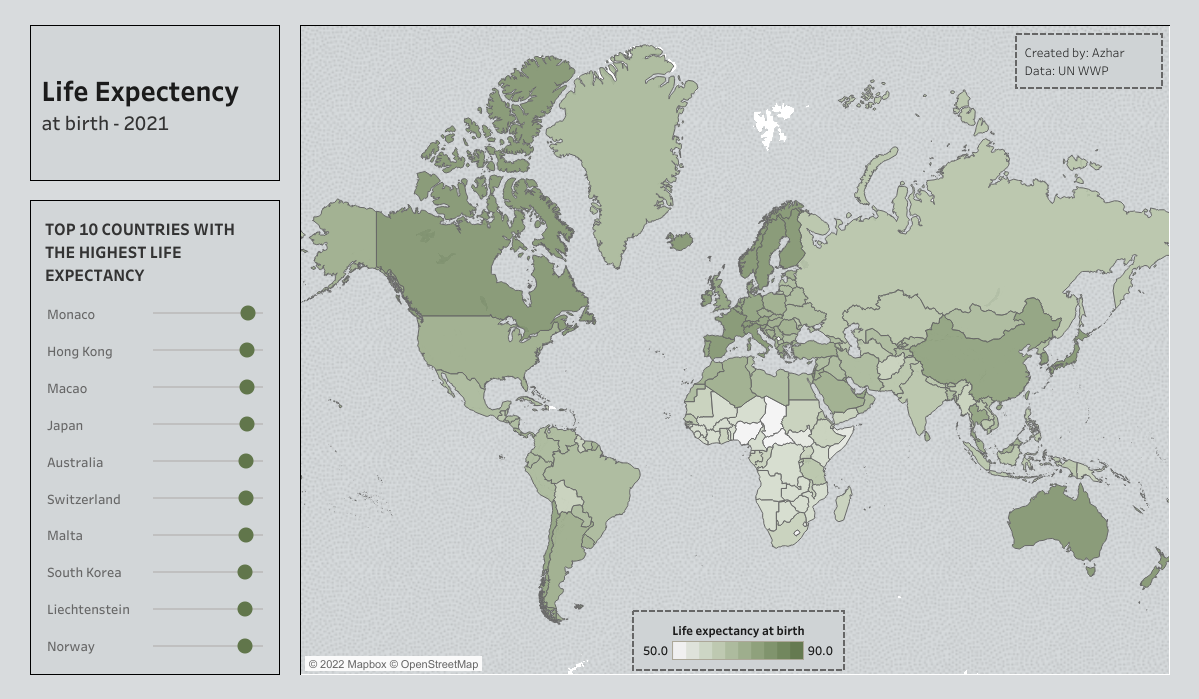 Life Expectency
at birth - 2021
TOP 10 COUNTRIES WITH
THE HIGHEST LIFE
EXPECTANCY
Monaco
Hong Kong
Macao
Japan
Australia
Switzerland
Malta
South Korea
Liechtenstein
Norway
Created by: Azhar
Data: UN WWP
Life expectancy at birth
50.0 90.0
© 2022 Mapbox © OpenStreetMap